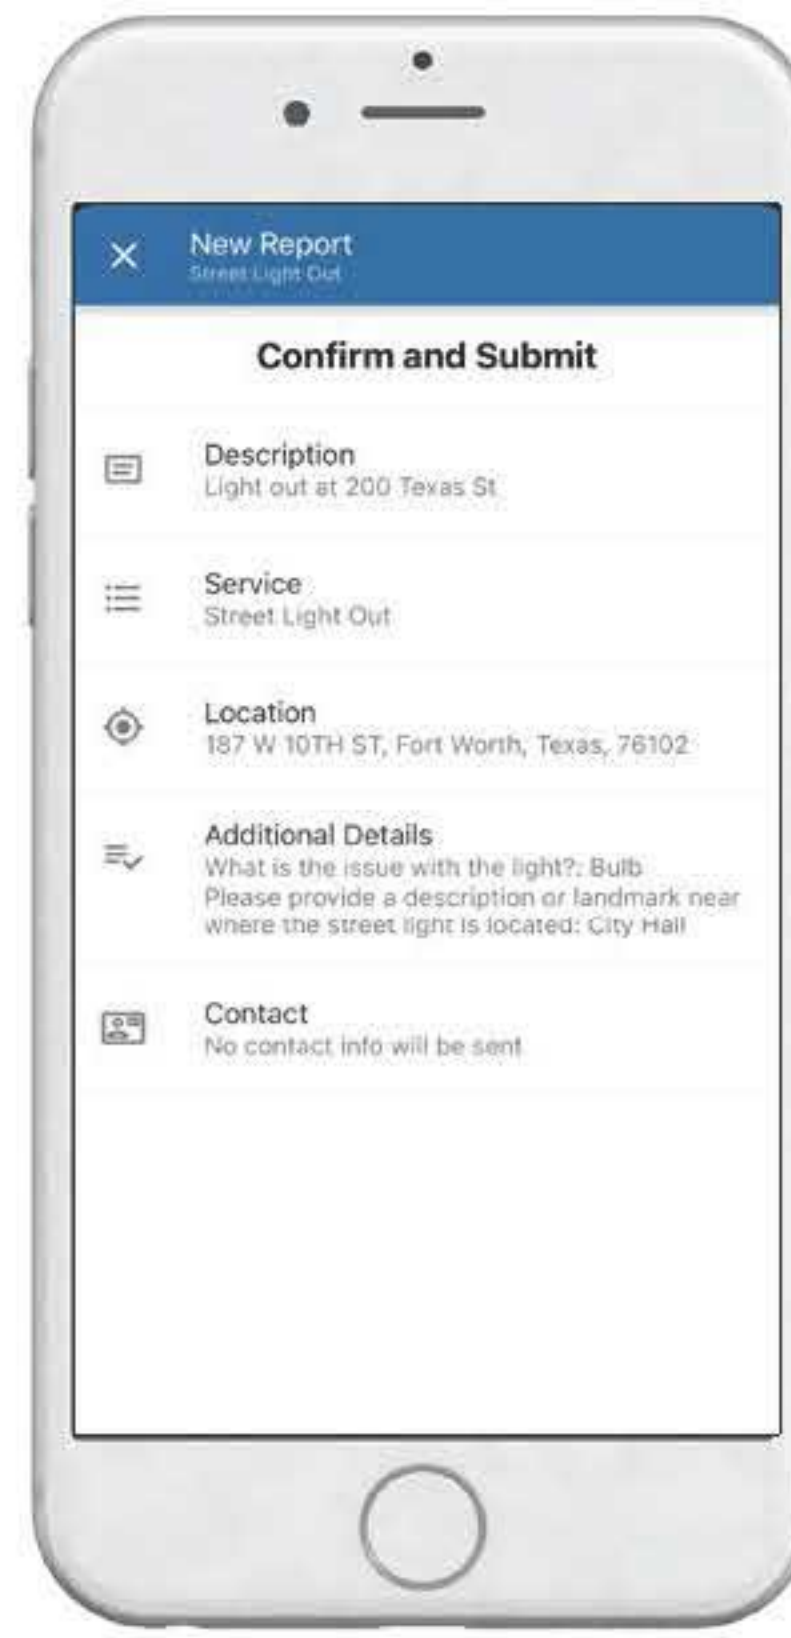 New Report
Street Light Out
Confirm and Submit
Description
Light out at 200 Texas St
Service
Street Light Out
Location
187 W 10TH ST, Fort Worth, Texas, 76102
Additional Details
What is the issue with the light?: Bulb
Please provide a description or landmark near
where the street light is located: City Hall
Contact
No contact info will be sent